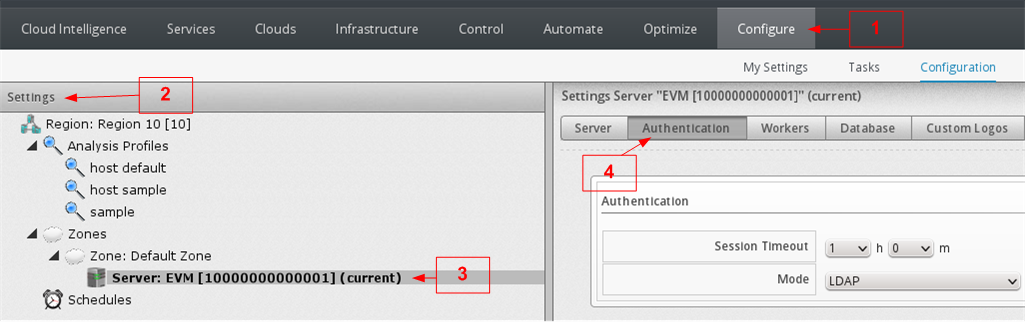 Cloud Intelligence Services Clouds Infrastructure Control Automate Optimize Configure 1
My Settings Tasks Configuration
Settings 2
Region: Region 10 [10]
Analysis Profiles
host default
host sample
sample
Zones
Zone: Default Zone
Server: EVM [10000000000001] (current) 3
Schedules
Settings Server "EVM [10000000000001]" (current)
Server Authentication Workers Database Custom Logos
4
Authentication
Session Timeout 1 h 0 m
Mode LDAP